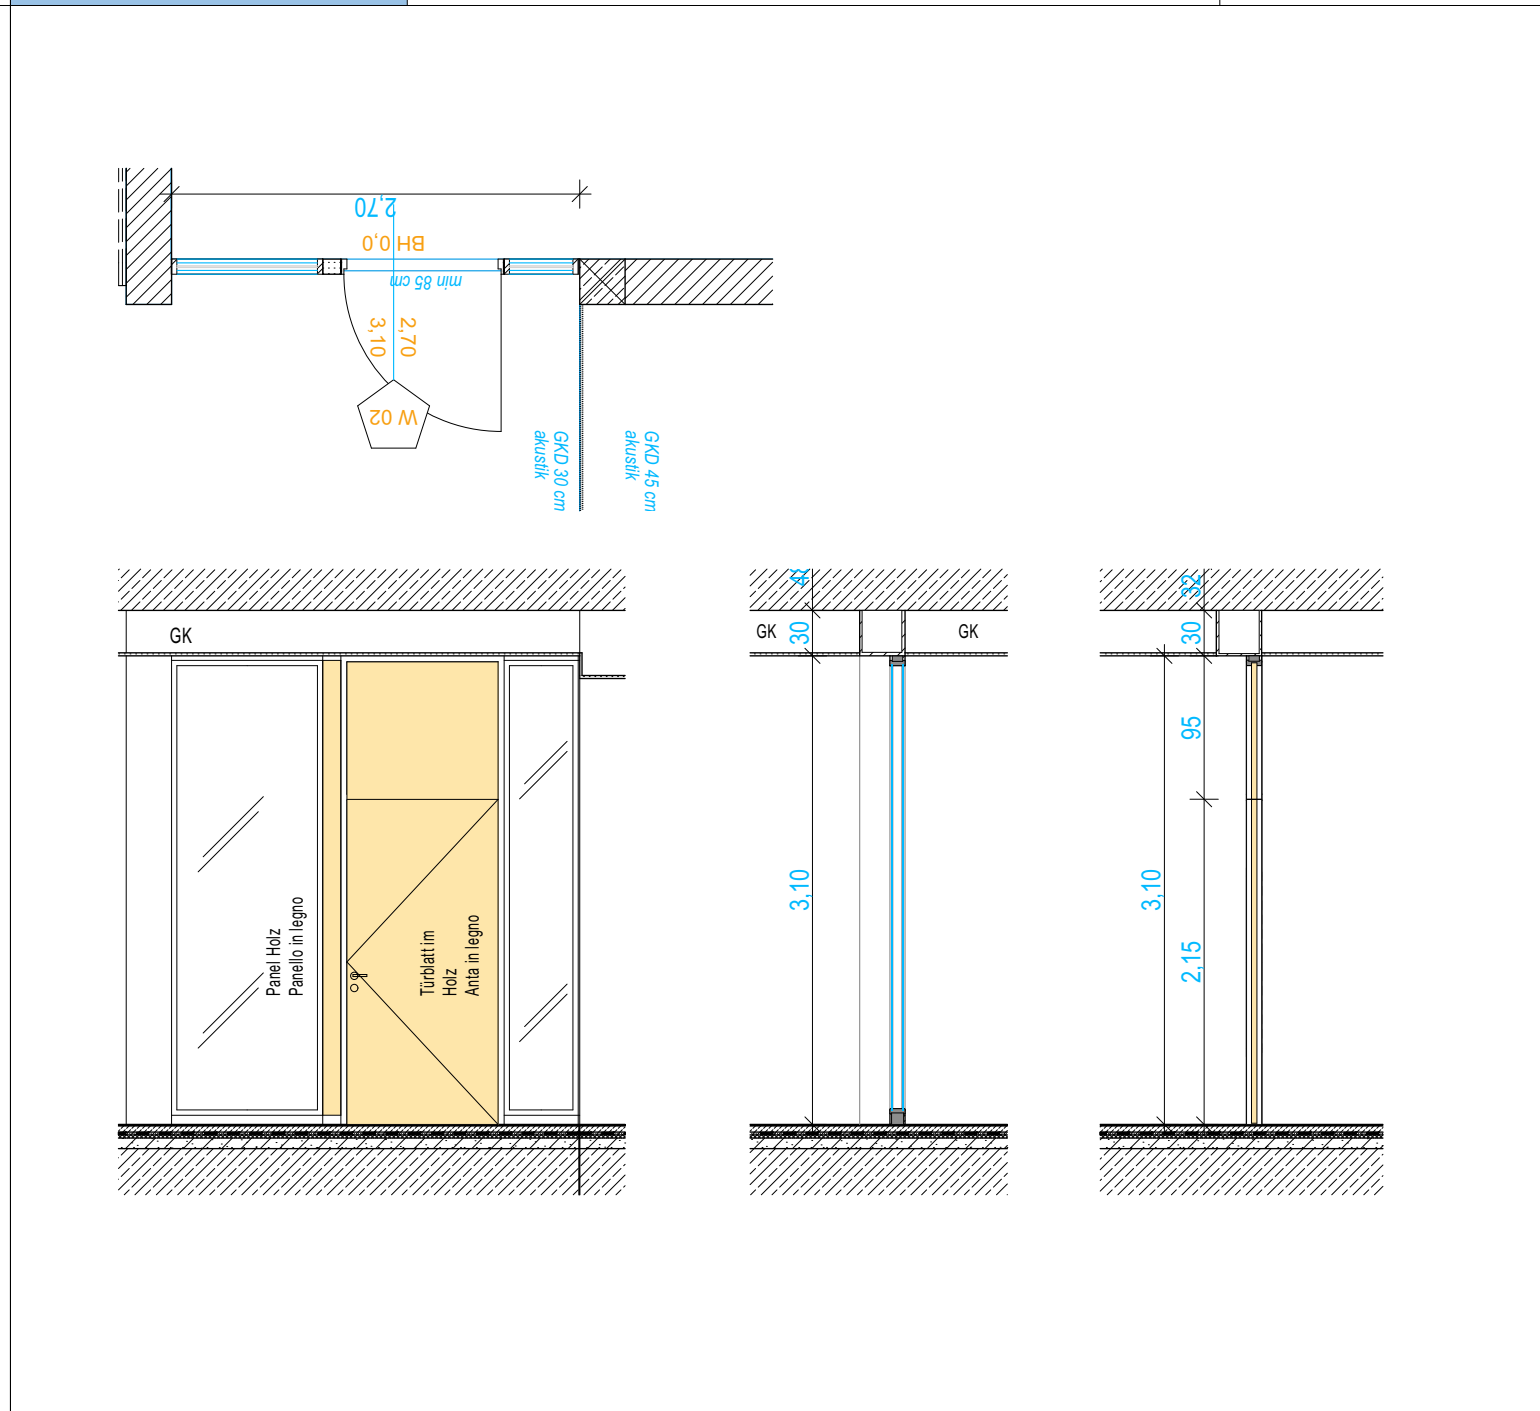 2,70
BH 0,0
min 85 cm
2,70
3,10
W 02
GKD 30 cm
akustik
GKD 45 cm
akustik
GK
Panel Holz
Panello in legno
Türblatt im
Holz
Anta in legno
30
GK
GK
3,10
32
30
95
3,10
2,15